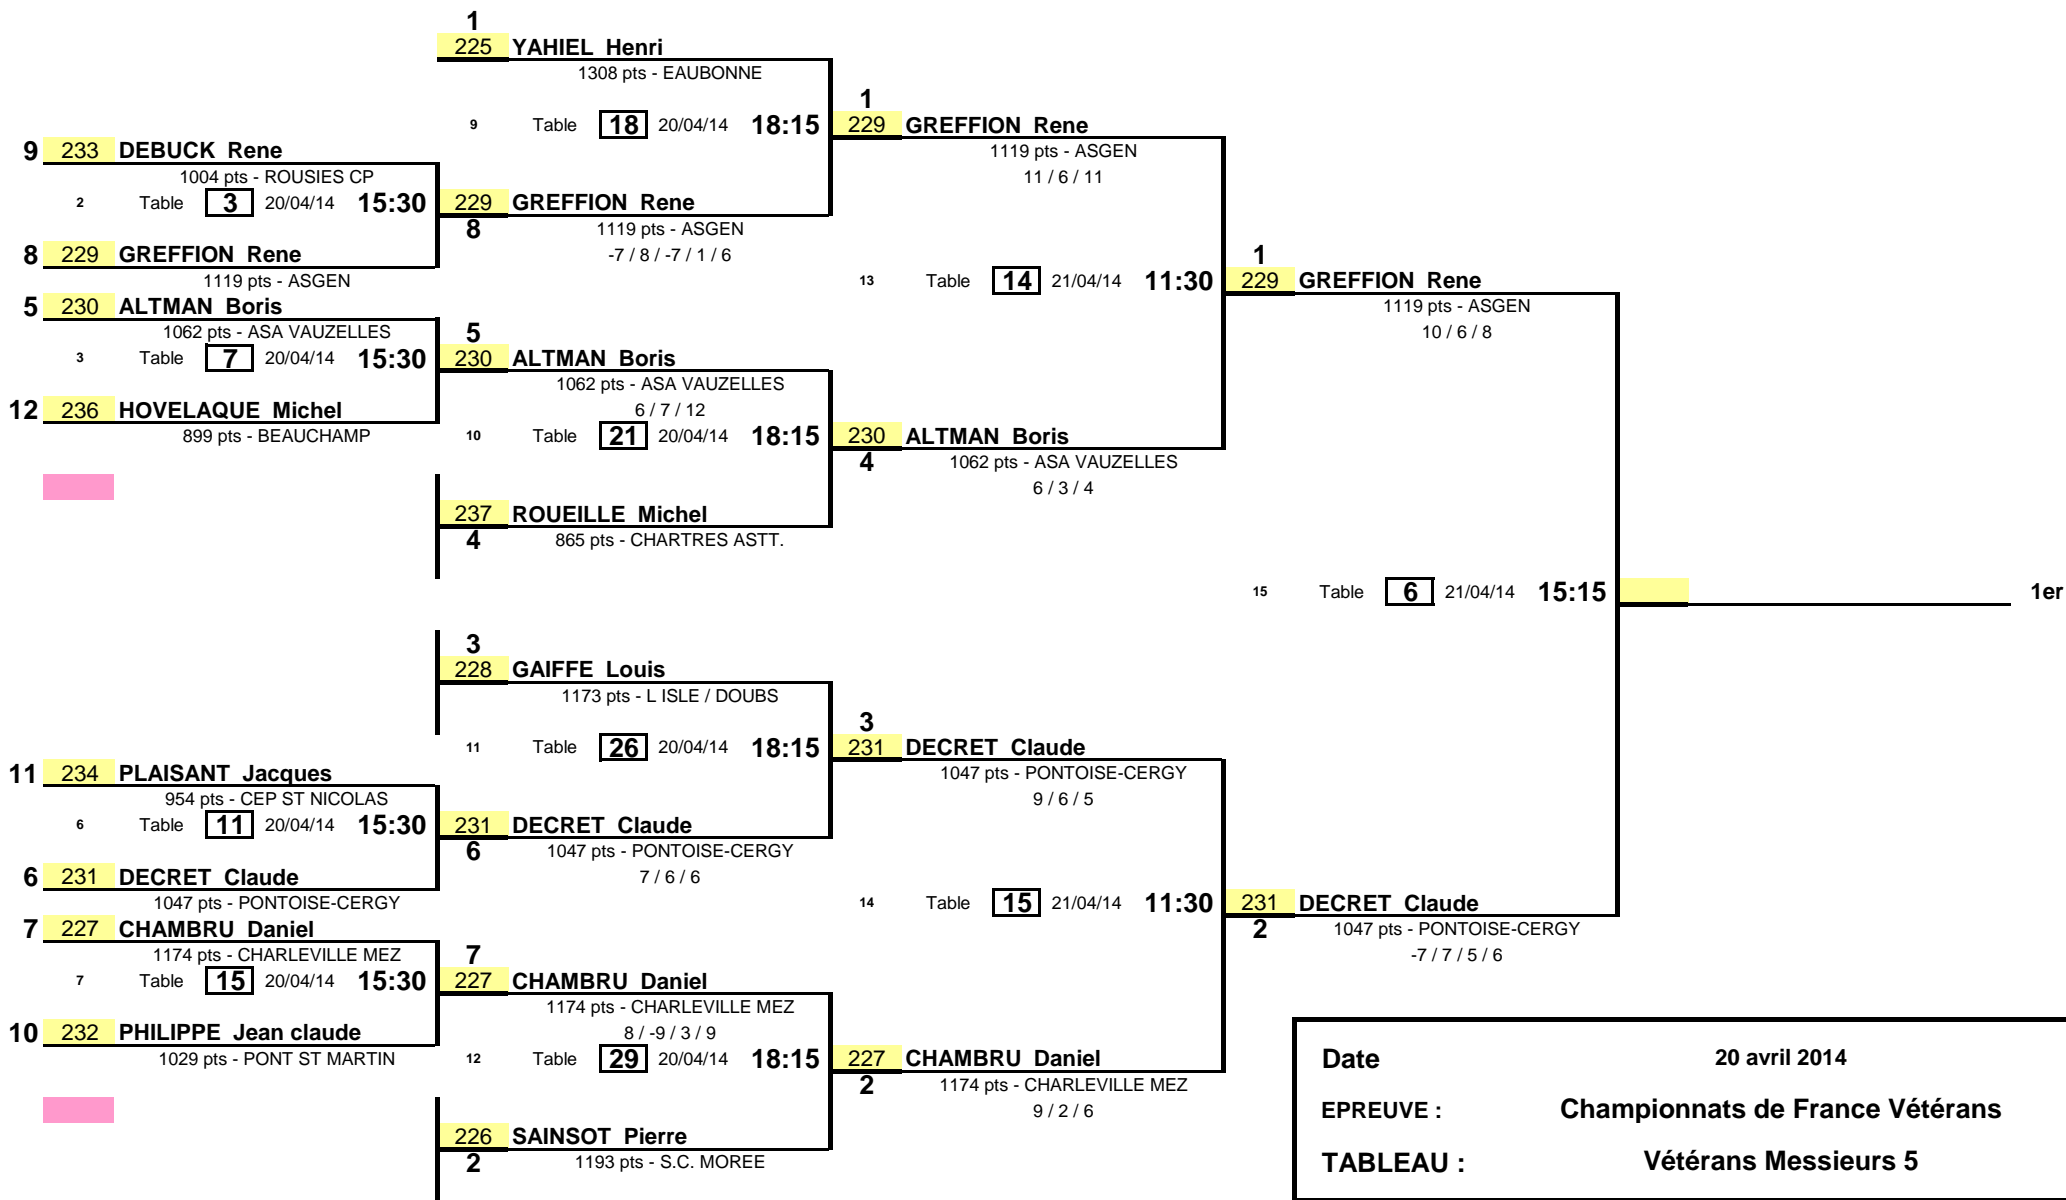 1
225 YAHIEL Henri
1308 pts - EAUBONNE
9 Table 18 20/04/14 18:15
9 233 DEBUCK Rene
1004 pts - ROUSIES CP
2 Table 3 20/04/14 15:30
8 229 GREFFION Rene
1119 pts - ASGEN
229 GREFFION Rene
8
1119 pts - ASGEN
-7 / 8 / -7 / 1 / 6
1
229 GREFFION Rene
1119 pts - ASGEN
11 / 6 / 11
5 230 ALTMAN Boris
1062 pts - ASA VAUZELLES
3 Table 7 20/04/14 15:30
12 236 HOVELAQUE Michel
899 pts - BEAUCHAMP
5
230 ALTMAN Boris
1062 pts - ASA VAUZELLES
6 / 7 / 12
10 Table 21 20/04/14 18:15
237 ROUEILLE Michel
4
865 pts - CHARTRES ASTT.
230 ALTMAN Boris
4
1062 pts - ASA VAUZELLES
6 / 3 / 4
13 Table 14 21/04/14 11:30
1
229 GREFFION Rene
1119 pts - ASGEN
10 / 6 / 8
15 Table 6 21/04/14 15:15
1er
3
228 GAIFFE Louis
1173 pts - L ISLE / DOUBS
11 Table 26 20/04/14 18:15
11 234 PLAISANT Jacques
954 pts - CEP ST NICOLAS
6 Table 11 20/04/14 15:30
6 231 DECRET Claude
1047 pts - PONTOISE-CERGY
231 DECRET Claude
6
1047 pts - PONTOISE-CERGY
7 / 6 / 6
3
231 DECRET Claude
1047 pts - PONTOISE-CERGY
9 / 6 / 5
14 Table 15 21/04/14 11:30
231 DECRET Claude
2
1047 pts - PONTOISE-CERGY
-7 / 7 / 5 / 6
7 227 CHAMBRU Daniel
1174 pts - CHARLEVILLE MEZ
7 Table 15 20/04/14 15:30
10 232 PHILIPPE Jean claude
1029 pts - PONT ST MARTIN
7
227 CHAMBRU Daniel
1174 pts - CHARLEVILLE MEZ
8 / -9 / 3 / 9
12 Table 29 20/04/14 18:15
226 SAINSOT Pierre
2
1193 pts - S.C. MOREE
227 CHAMBRU Daniel
2
1174 pts - CHARLEVILLE MEZ
9 / 2 / 6
Date 20 avril 2014
EPREUVE : Championnats de France Vétérans
TABLEAU : Vétérans Messieurs 5